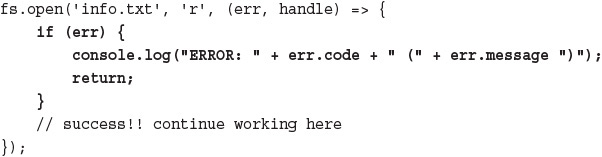 fs.open('info.txt', 'r', (err, handle) => {
    if (err) {
        console.log("ERROR: " + err.code + " (" + err.message ")");
        return;
    }
    // success!! continue working here
});